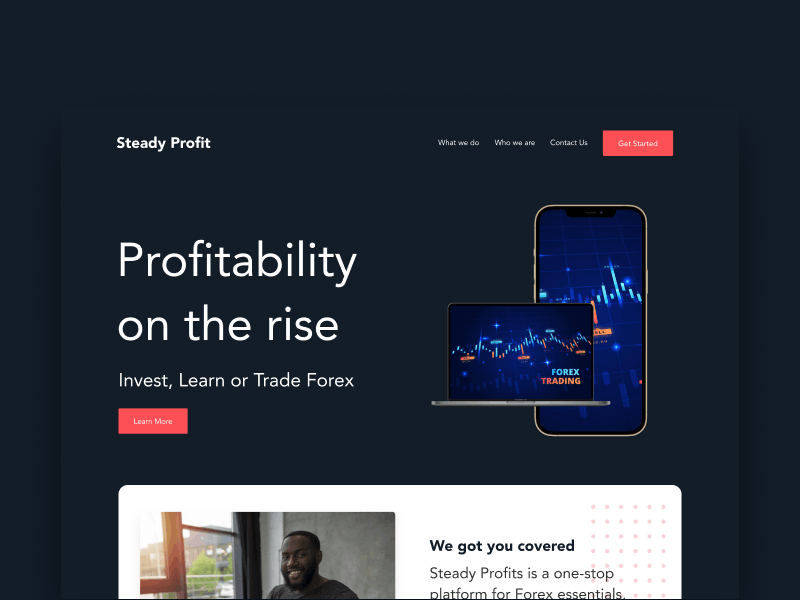 Steady Profit
What we do
Who we are
Contact Us
Get Started
Profitability
on the rise
Invest, Learn or Trade Forex
Learn More
FOREX
TRADING
We got you covered
Steady Profits is a one-stop
platform for Forex essentials.